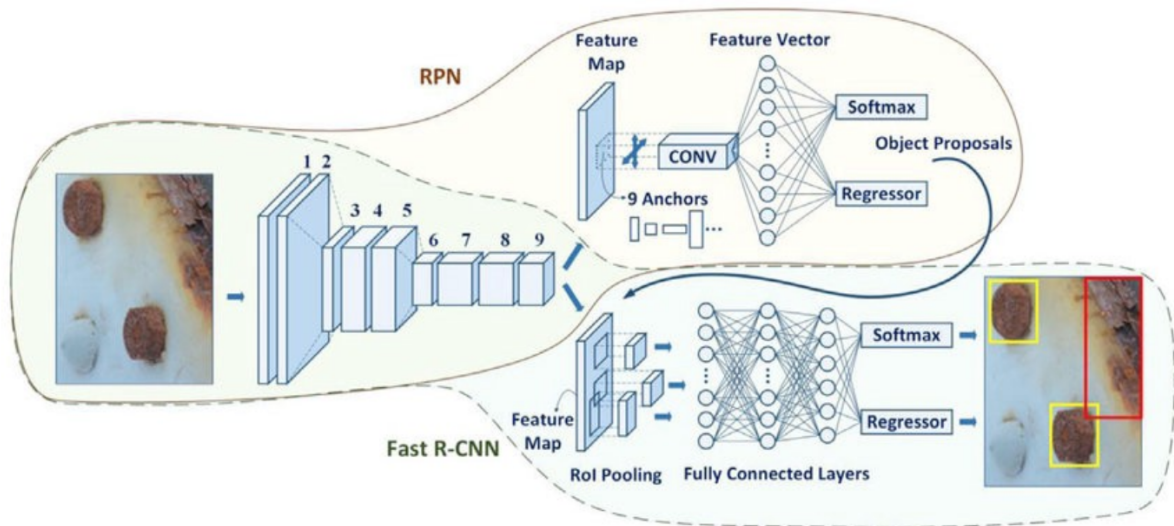 RPN
Feature
Map
Feature Vector
CONV
Softmax
Regressor
Object Proposals
9 Anchors
1 2
3 4 5
6 7 8 9
Fast R-CNN
Feature
Map
RoI Pooling
Fully Connected Layers
Softmax
Regressor